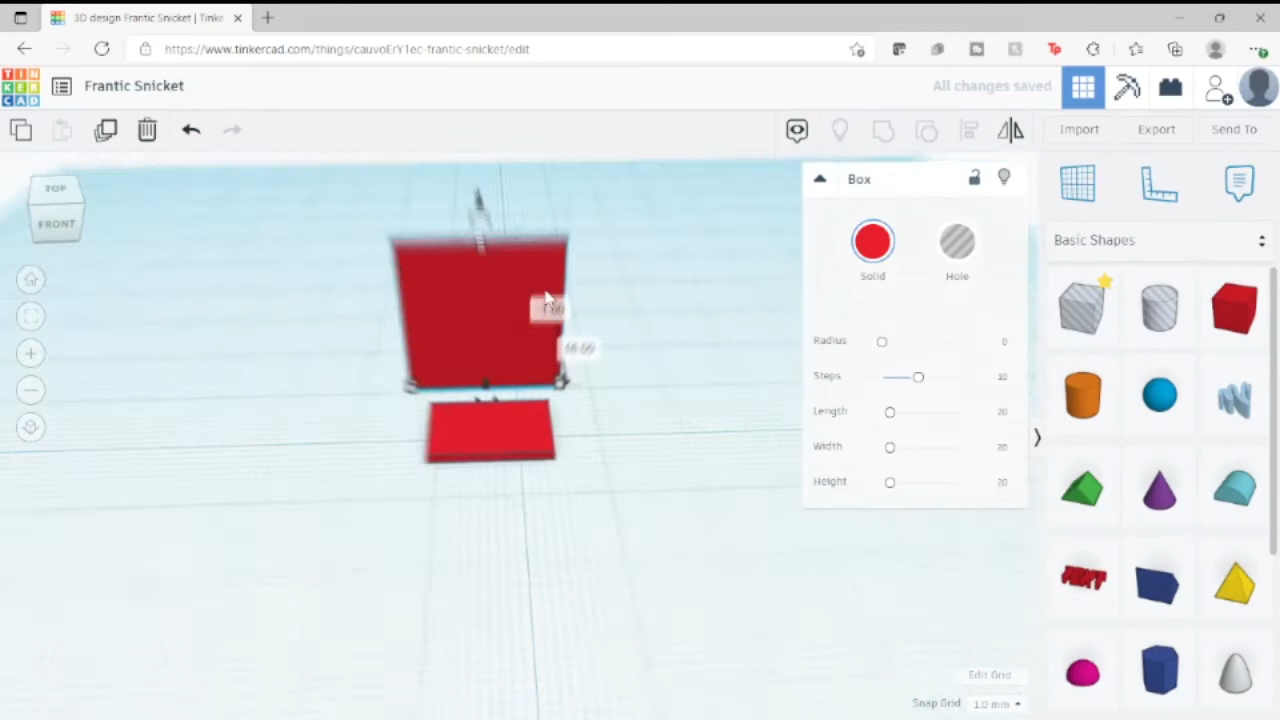 3D design Frantic Snicket | Tinke
https://www.tinkercad.com/things/cauvoErY1ec-frantic-snicket/edit
TIN
KER
CAD
Frantic Snicket
All changes saved
Import
Export
Send To
TOP
FRONT
Box
Solid
Hole
Radius 0
Steps 10
Length 20
Width 20
Height 20
Basic Shapes
TEXT
Edit Grid
Snap Grid 1.0 mm